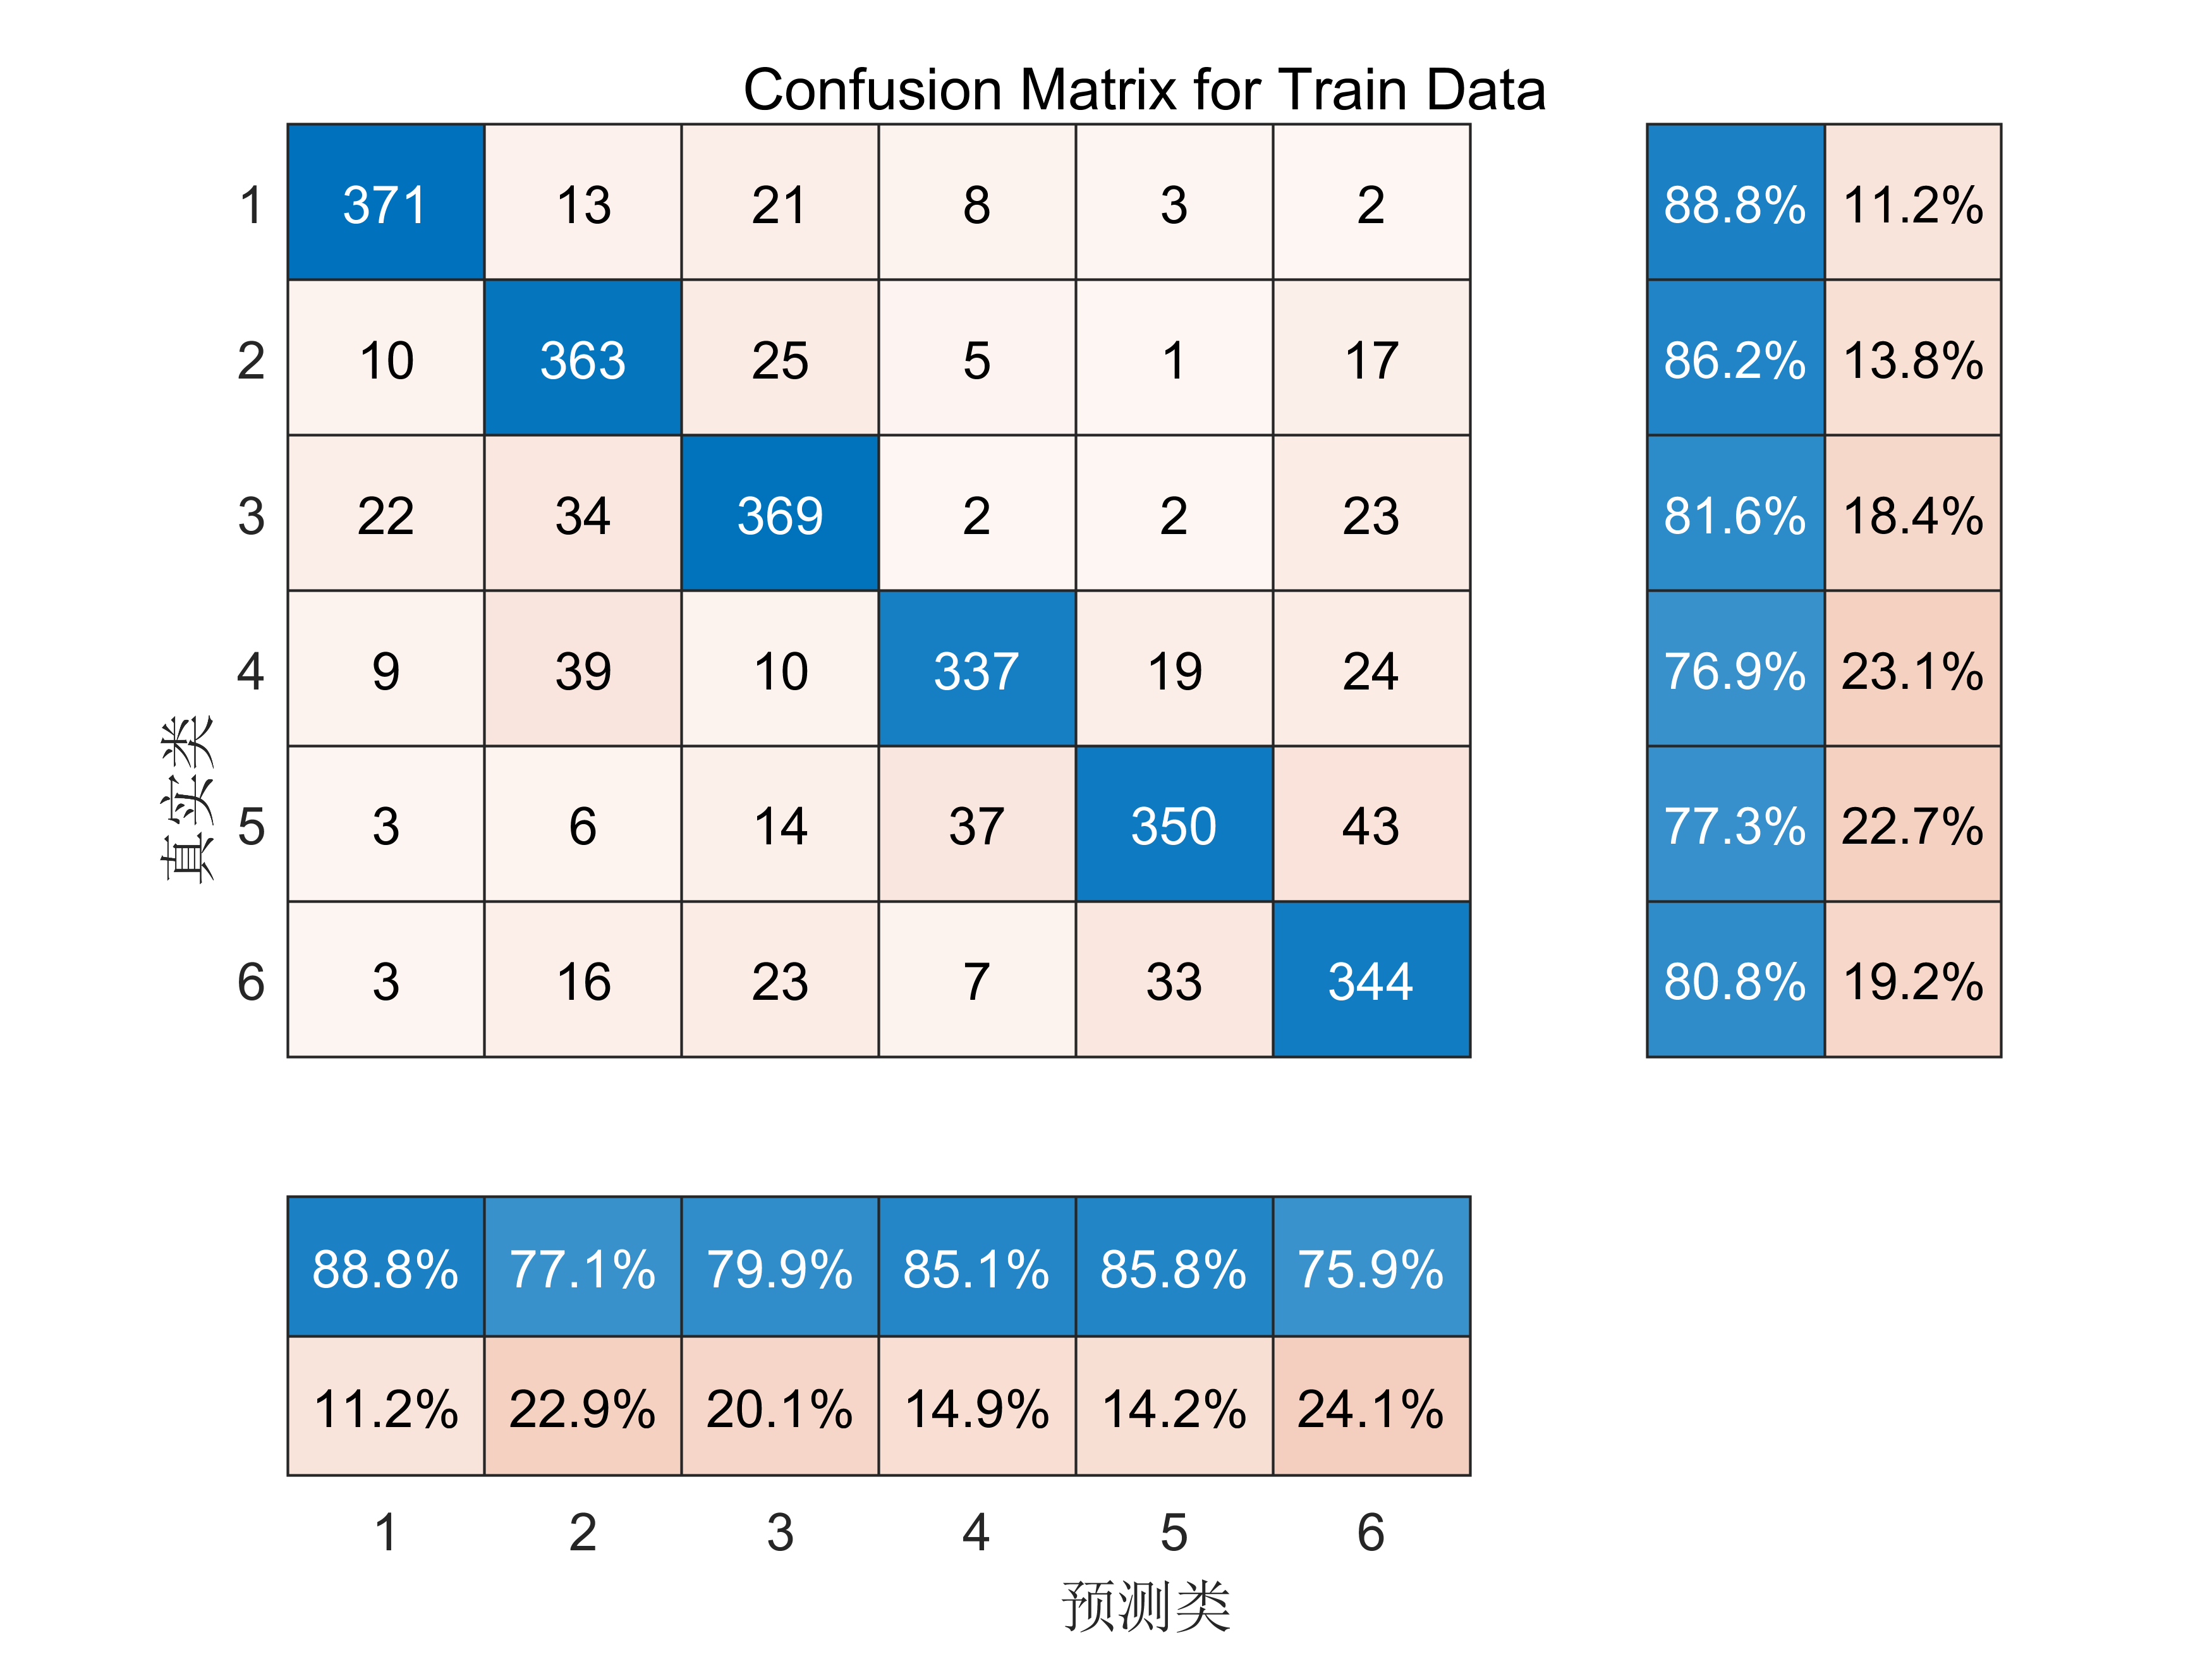 Confusion Matrix for Train Data
1 371 13 21 8 3 2 88.8% 11.2%
2 10 363 25 5 1 17 86.2% 13.8%
3 22 34 369 2 2 23 81.6% 18.4%
4 9 39 10 337 19 24 76.9% 23.1%
5 3 6 14 37 350 43 77.3% 22.7%
6 3 16 23 7 33 344 80.8% 19.2%
真实类
88.8% 77.1% 79.9% 85.1% 85.8% 75.9%
11.2% 22.9% 20.1% 14.9% 14.2% 24.1%
1 2 3 4 5 6
预测类